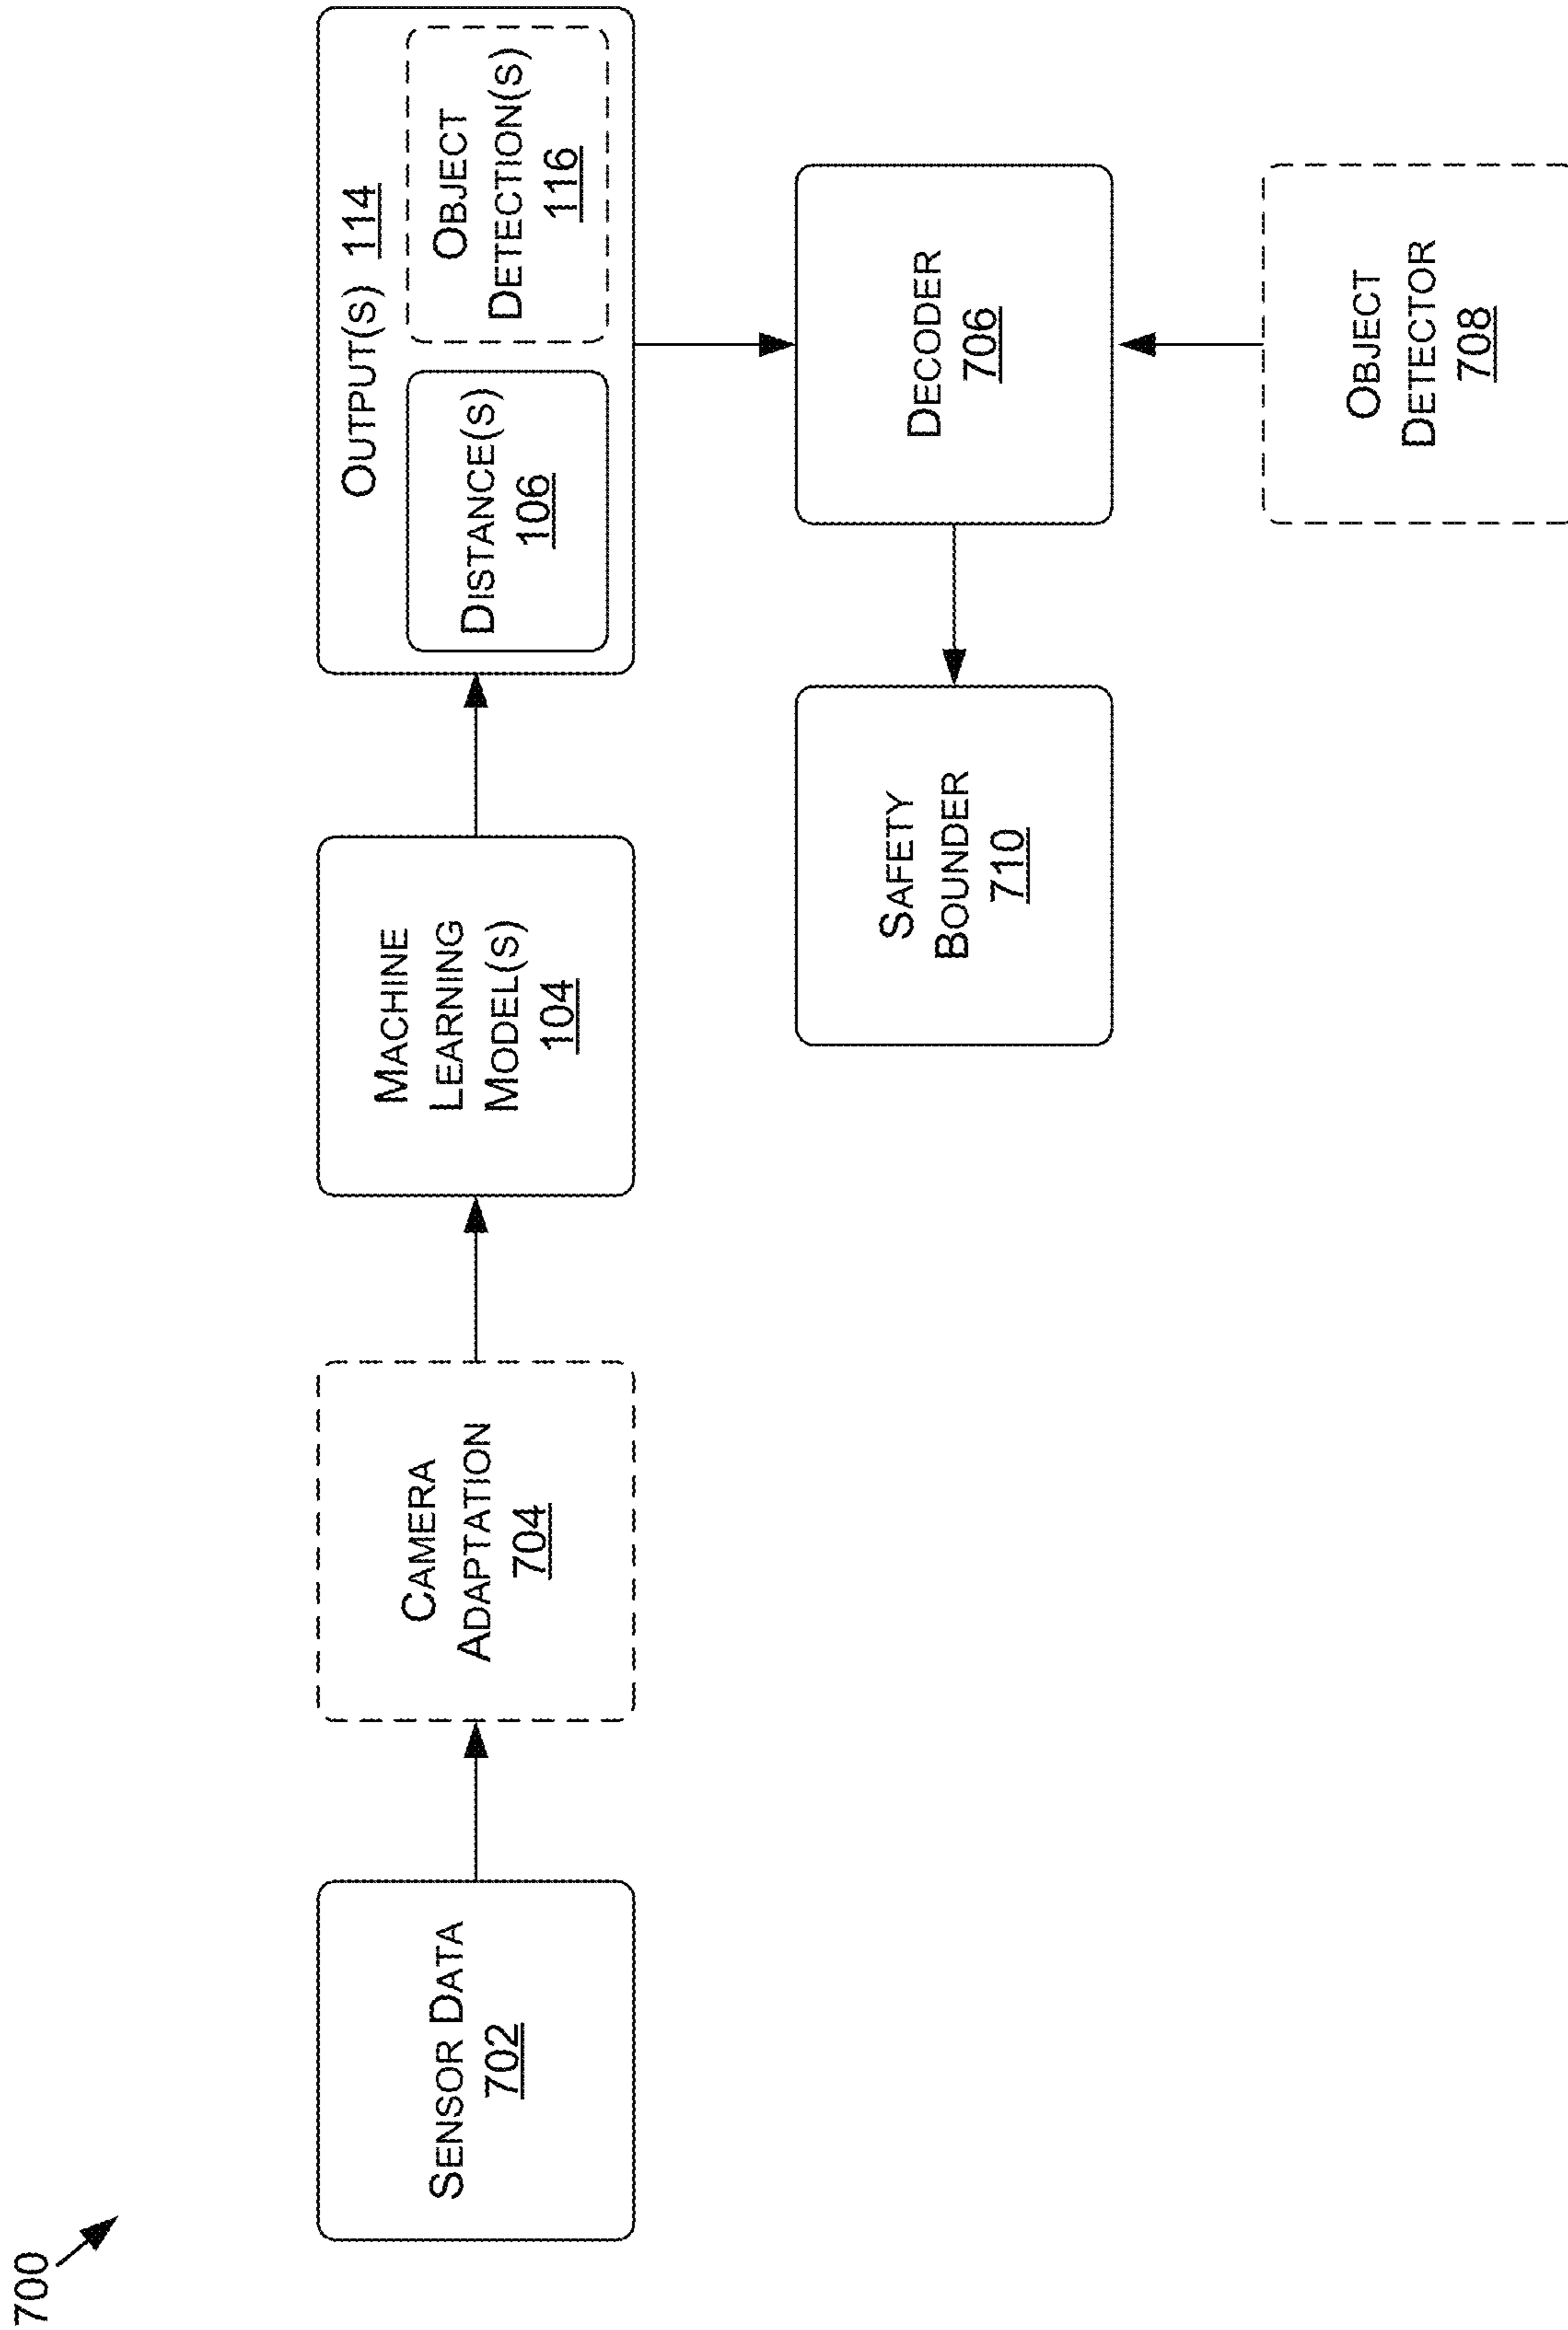 700
SENSOR DATA
702
CAMERA
ADAPTATION
704
MACHINE
LEARNING
MODEL(S)
104
OUTPUT(S) 114
DISTANCE(S)
106
OBJECT
DETECTION(S)
116
SAFETY
BOUNDER
710
DECODER
706
OBJECT
DETECTOR
708